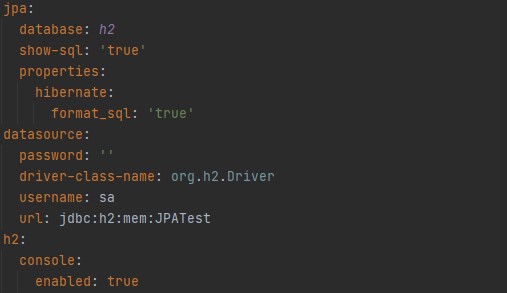 jpa:
  database: h2
  show-sql: 'true'
  properties:
    hibernate:
      format_sql: 'true'
datasource:
  password: ''
  driver-class-name: org.h2.Driver
  username: sa
  url: jdbc:h2:mem:JPATest
h2:
  console:
    enabled: true